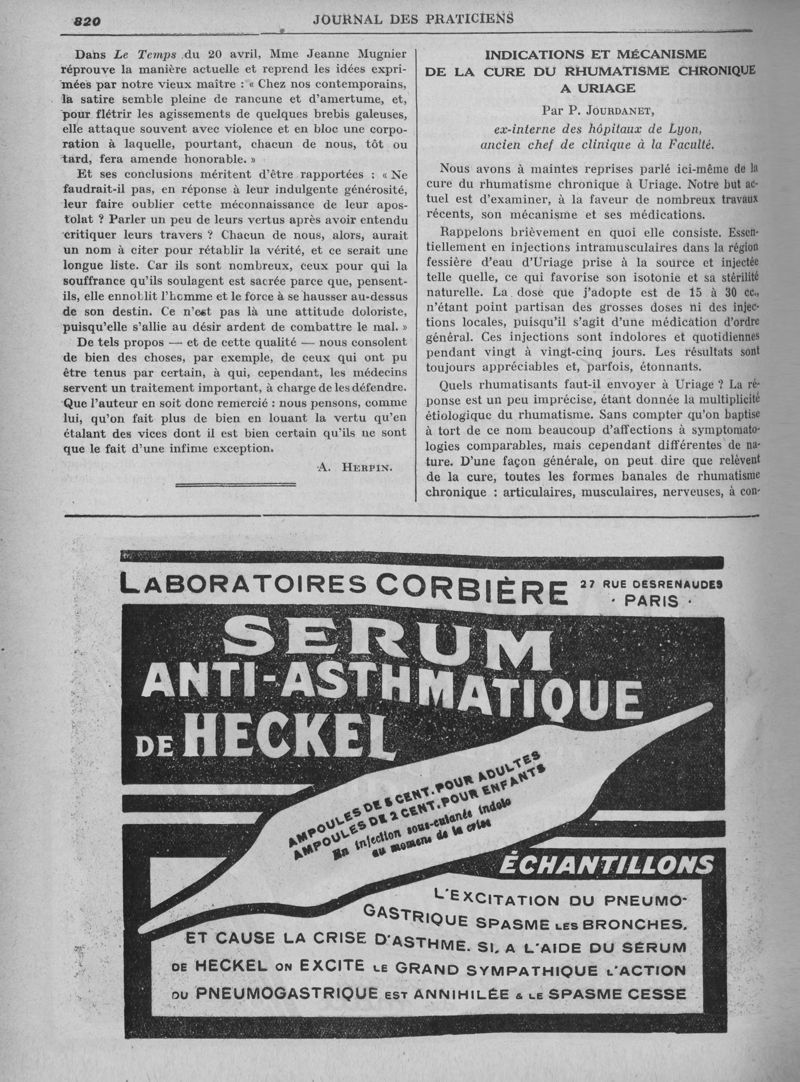 820
JOURNAL DES PRATICIENS
Dans Le Temps du 20 avril, Mme Jeanne Mugnier
réprouve la manière actuelle et reprend les idées expri-
mées par notre vieux maître : « Chez nos contemporains,
la satire semble pleine de rancune et d'amertume, et,
pour flétrir les agissements de quelques brebis galeuses,
elle attaque souvent avec violence et en bloc une corpo-
ration à laquelle, pourtant, chacun de nous, tôt ou
tard, fera amende honorable. »
Et ses conclusions méritent d'être rapportées : « Ne
faudrait-il pas, en réponse à leur indulgente générosité,
leur faire oublier cette méconnaissance de leur apos-
tolat ? Parler un peu de leurs vertus après avoir entendu
critiquer leurs travers ? Chacun de nous, alors, aurait
un nom à citer pour rétablir la vérité, et ce serait une
longue liste. Car ils sont nombreux, ceux pour qui la
souffrance qu'ils soulagent est sacrée parce que, pensent-
ils, elle ennoblit l'homme et le force à se hausser au-dessus
de son destin. Ce n'est pas là une attitude doloriste,
puisqu'elle s'allie au désir ardent de combattre le mal. »
De tels propos — et de cette qualité — nous consolent
de bien des choses, par exemple, de ceux qui ont pu
être tenus par certain, à qui, cependant, les médecins
servent un traitement important, à charge de les défendre.
Que l'auteur en soit donc remercié : nous pensons, comme
lui, qu'on fait plus de bien en louant la vertu qu'en
étalant des vices dont il est bien certain qu'ils ne sont
que le fait d'une infime exception.
A. HERPIN.
INDICATIONS ET MÉCANISME
DE LA CURE DU RHUMATISME CHRONIQUE
A URIAGE
Par P. JOURDANET,
ex-interne des hôpitaux de Lyon,
ancien chef de clinique à la Faculté.
Nous avons à maintes reprises parlé ici-même de la
cure du rhumatisme chronique à Uriage. Notre but ac-
tuel est d'examiner, à la faveur de nombreux travaux
récents, son mécanisme et ses médications.
Rappelons brièvement en quoi elle consiste. Essen-
tiellement en injections intramusculaires dans la région
fessière d'eau d'Uriage prise à la source et injectée
telle quelle, ce qui favorise son isotonie et sa stérilité
naturelle. La dose que j'adopte est de 15 à 30 cc.,
n'étant point partisan des grosses doses ni des injec-
tions locales, puisqu'il s'agit d'une médication d'ordre
général. Ces injections sont indolores et quotidiennes
pendant vingt à vingt-cinq jours. Les résultats sont
toujours appréciables et, parfois, étonnants.
Quels rhumatisants faut-il envoyer à Uriage ? La ré-
ponse est un peu imprécise, étant donnée la multiplicité
étiologique du rhumatisme. Sans compter qu'on baptise
à tort de ce nom beaucoup d'affections à symptomato-
logies comparables, mais cependant différentes de na-
ture. D'une façon générale, on peut dire que relèvent
de la cure, toutes les formes banales de rhumatisme
chronique : articulaires, musculaires, nerveuses, à con-
LABORATOIRES CORBIÈRE 27 RUE DESRENAUDES
· PARIS ·
SERUM
ANTI-ASTHMATIQUE
DE HECKEL
AMPOULES DE 5 CENT. POUR ADULTES
AMPOULES DE 2 CENT. POUR ENFANTS
En injection sous-cutanée indolo
au moment de la crise
ÉCHANTILLONS
L'EXCITATION DU PNEUMO-
GASTRIQUE SPASME LES BRONCHES,
ET CAUSE LA CRISE D'ASTHME. SI, A L'AIDE DU SÉRUM
DE HECKEL ON EXCITE LE GRAND SYMPATHIQUE L'ACTION
DU PNEUMOGASTRIQUE EST ANNIHILÉE & LE SPASME CESSE